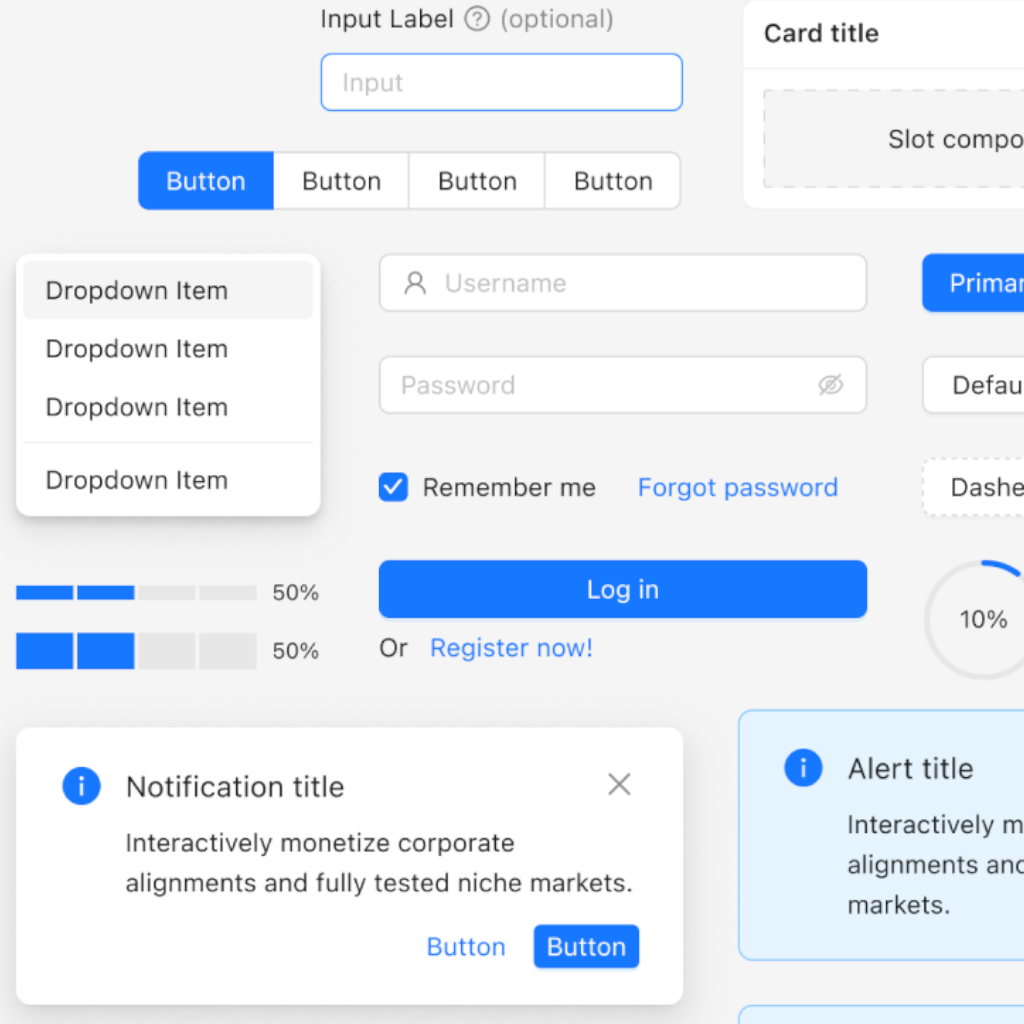 Input Label (optional)
Input
Card title
Slot compo
Button Button Button Button
Dropdown Item
Dropdown Item
Dropdown Item
Dropdown Item
Username
Password
Remember me Forgot password
Log in
Or Register now!
Primar
Defau
Dashe
50%
50%
10%
Notification title
Interactively monetize corporate
alignments and fully tested niche markets.
Button Button
Alert title
Interactively m
alignments and
markets.